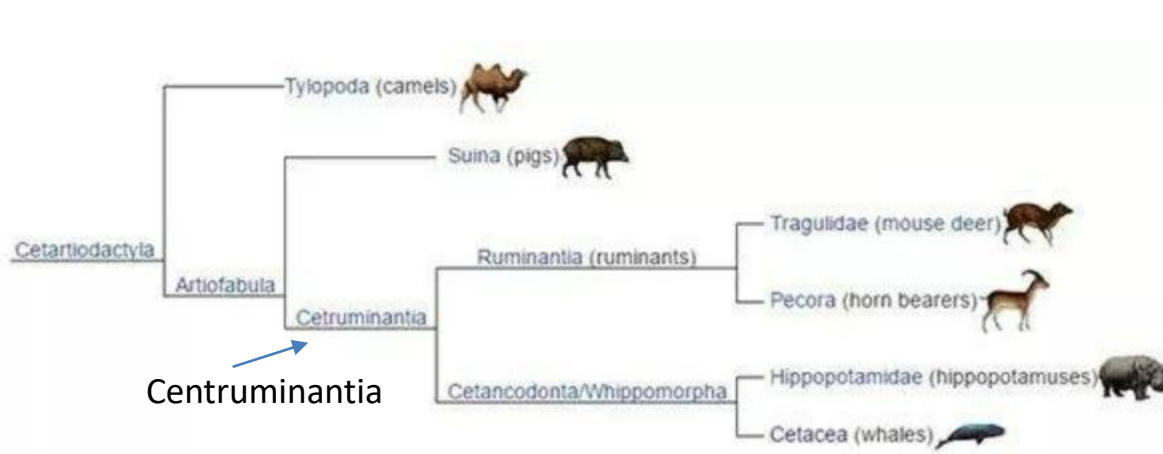 Tylopoda (camels)
Suina (pigs)
Tragulidae (mouse deer)
Cetartiodactyla
Ruminantia (ruminants)
Artiofabula
Pecora (horn bearers)
Cetruminantia
Hippopotamidae (hippopotamuses)
Centruminantia
Cetancodonta/Whippomorpha
Cetacea (whales)